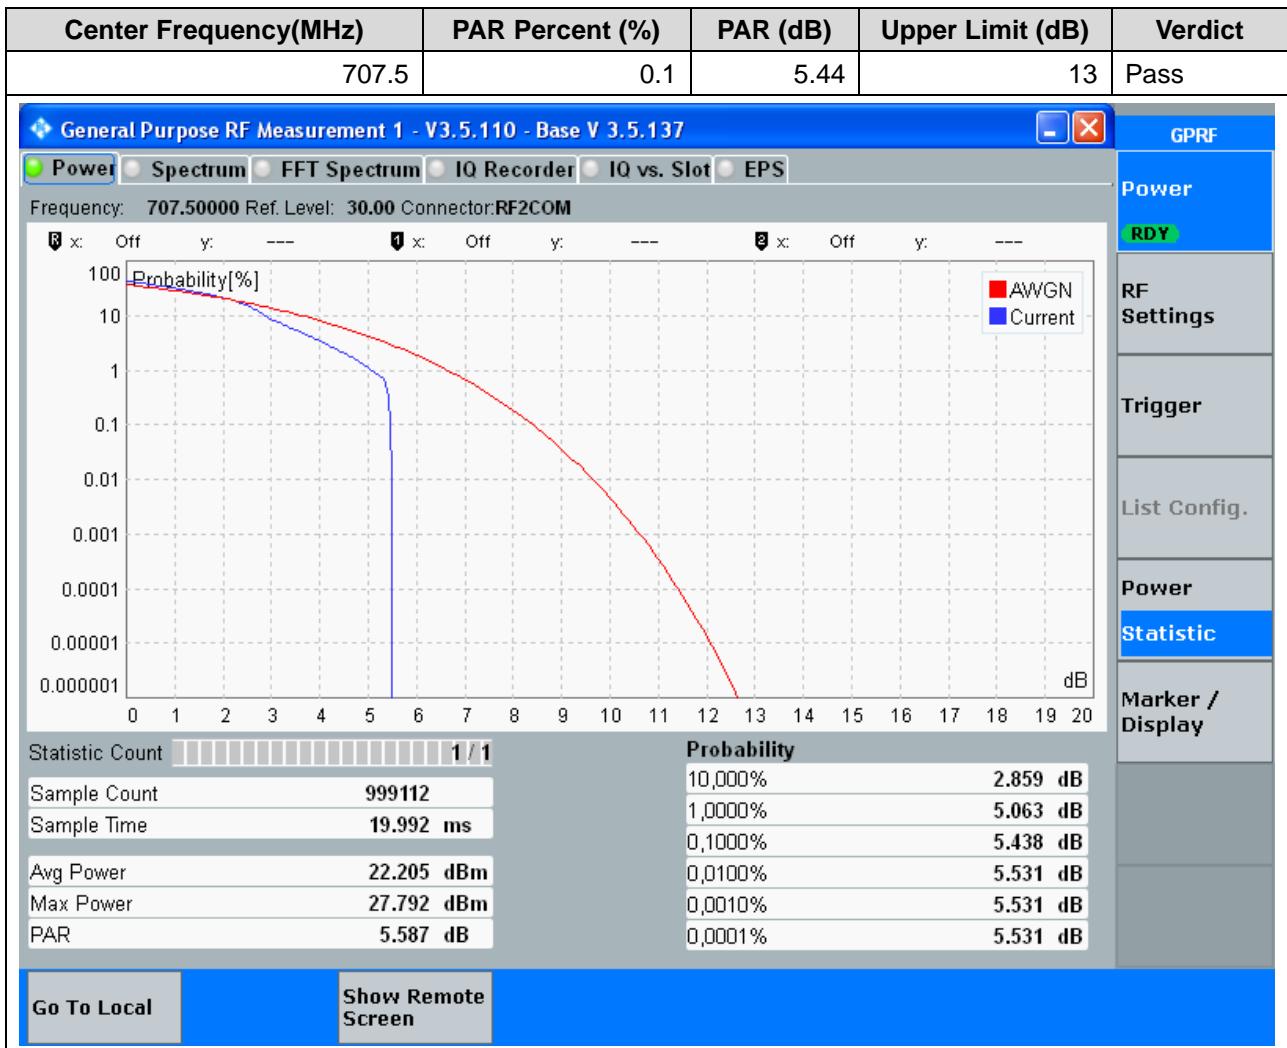 Center Frequency(MHz) PAR Percent (%) PAR (dB) Upper Limit (dB) Verdict
707.5 0.1 5.44 13 Pass
General Purpose RF Measurement 1 - V3.5.110 - Base V 3.5.137
GPRF
Power Spectrum FFT Spectrum IQ Recorder IQ vs. Slot EPS
Frequency: 707.50000 Ref. Level: 30.00 Connector:RF2COM
Power
RDY
R x: Off y: --- 1 x: Off y: --- 2 x: Off y: ---
Probability[%]
AWGN
Current
100
10
1
0.1
0.01
0.001
0.0001
0.00001
0.000001
dB
0 1 2 3 4 5 6 7 8 9 10 11 12 13 14 15 16 17 18 19 20
RF
Settings
Trigger
List Config.
Power
Statistic
Marker /
Display
Statistic Count 1 / 1
Sample Count 999112
Sample Time 19.992 ms
Avg Power 22.205 dBm
Max Power 27.792 dBm
PAR 5.587 dB
Probability
10,000% 2.859 dB
1,0000% 5.063 dB
0,1000% 5.438 dB
0,0100% 5.531 dB
0,0010% 5.531 dB
0,0001% 5.531 dB
Go To Local
Show Remote
Screen